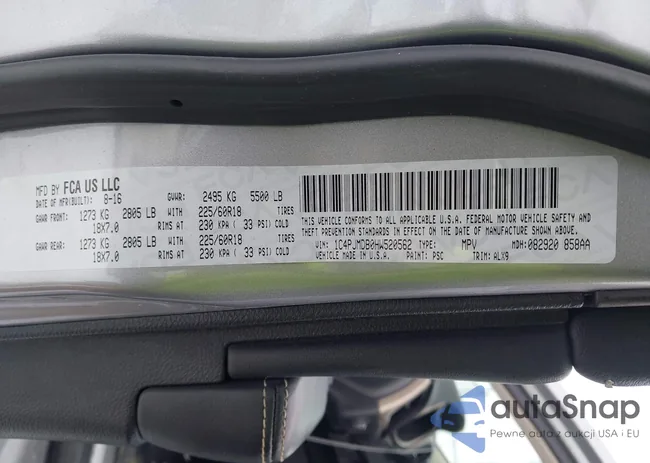 MFD BY FCA US LLC
DATE OF MFR(BUILT): 8-16 GVWR: 2495 KG 5500 LB
GAWR FRONT: 1273 KG 2805 LB WITH 225/60R18 TIRES
18X7.0 RIMS AT 230 KPA ( 33 PSI) COLD
GAWR REAR: 1273 KG 2805 LB WITH 225/60R18 TIRES
18X7.0 RIMS AT 230 KPA ( 33 PSI) COLD
THIS VEHICLE CONFORMS TO ALL APPLICABLE U.S.A. FEDERAL MOTOR VEHICLE SAFETY AND
THEFT PREVENTION STANDARDS IN EFFECT ON THE DATE OF MANUFACTURE SHOWN ABOVE.
VIN: 1C4PJMDB0HW520562 TYPE: MPV MDH: 082920 858AA
VEHICLE MADE IN U.S.A. PAINT: PSC TRIM: ALX9
autoSnap
Pewne auto z aukcji USA i EU